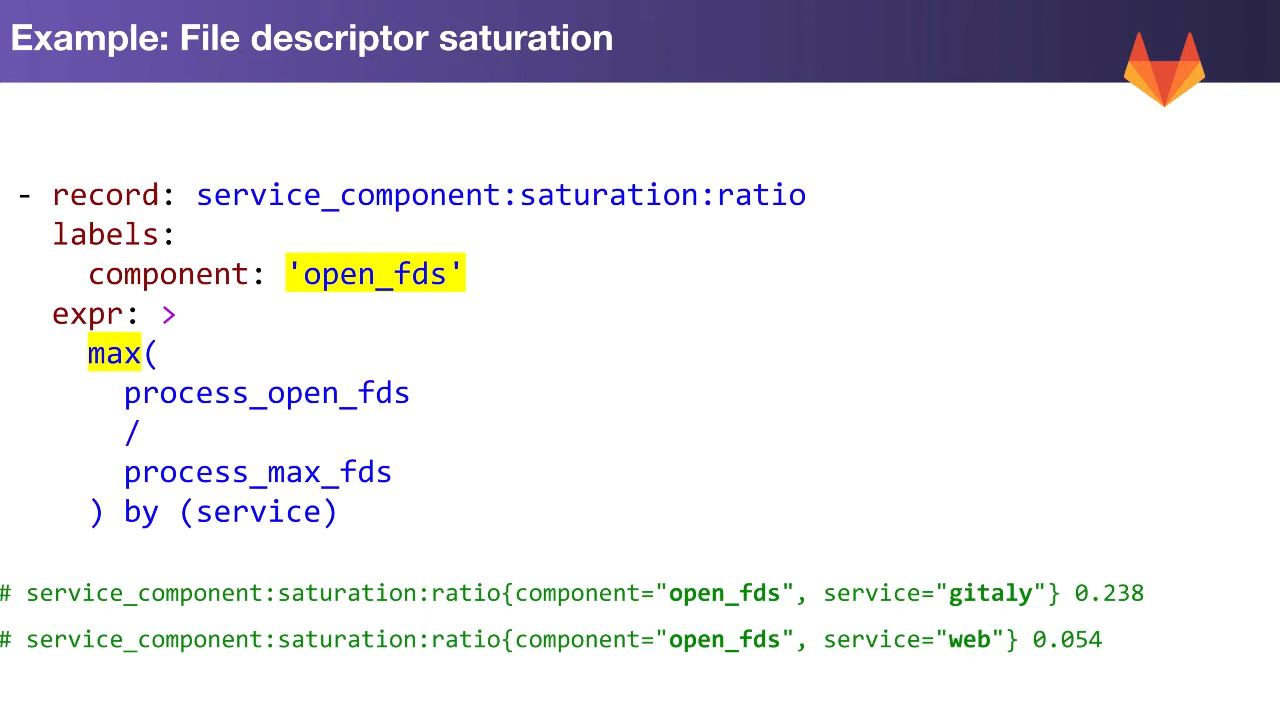 Example: File descriptor saturation
- record: service_component:saturation:ratio
labels:
component: 'open_fds'
expr: >
max(
process_open_fds
/
process_max_fds
) by (service)
# service_component:saturation:ratio{component="open_fds", service="gitaly"} 0.238
# service_component:saturation:ratio{component="open_fds", service="web"} 0.054